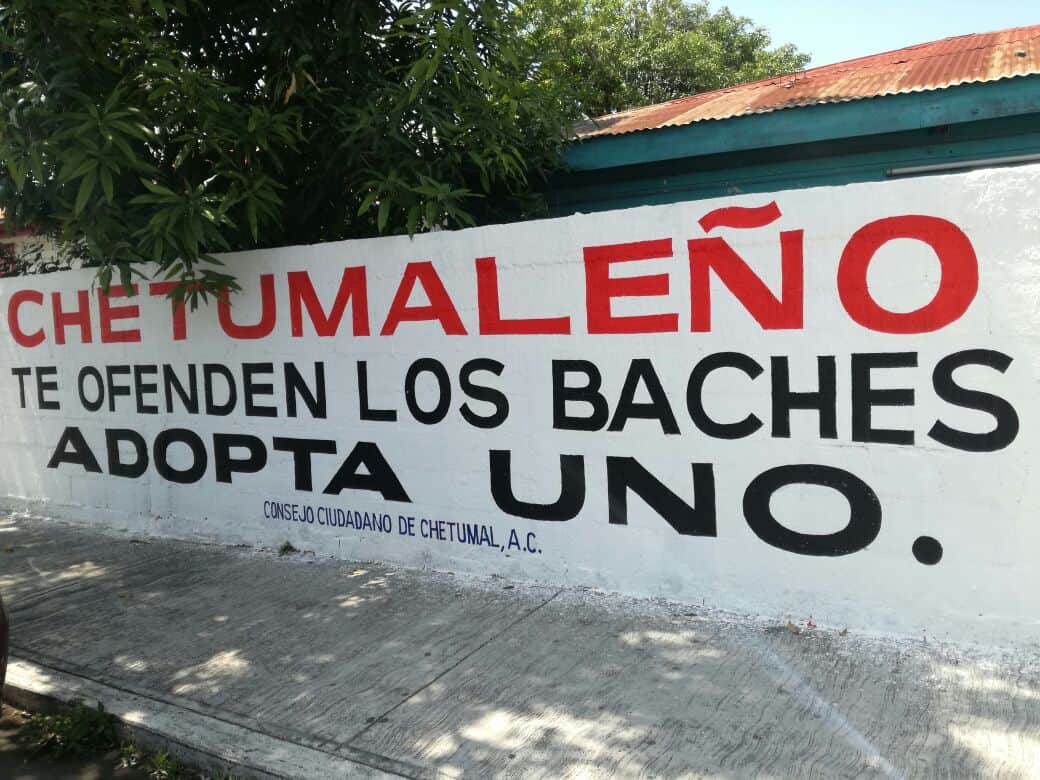 CHETUMALEÑO
TE OFENDEN LOS BACHES
ADOPTA UNO.
CONSEJO CIUDADANO DE CHETUMAL, A.C.